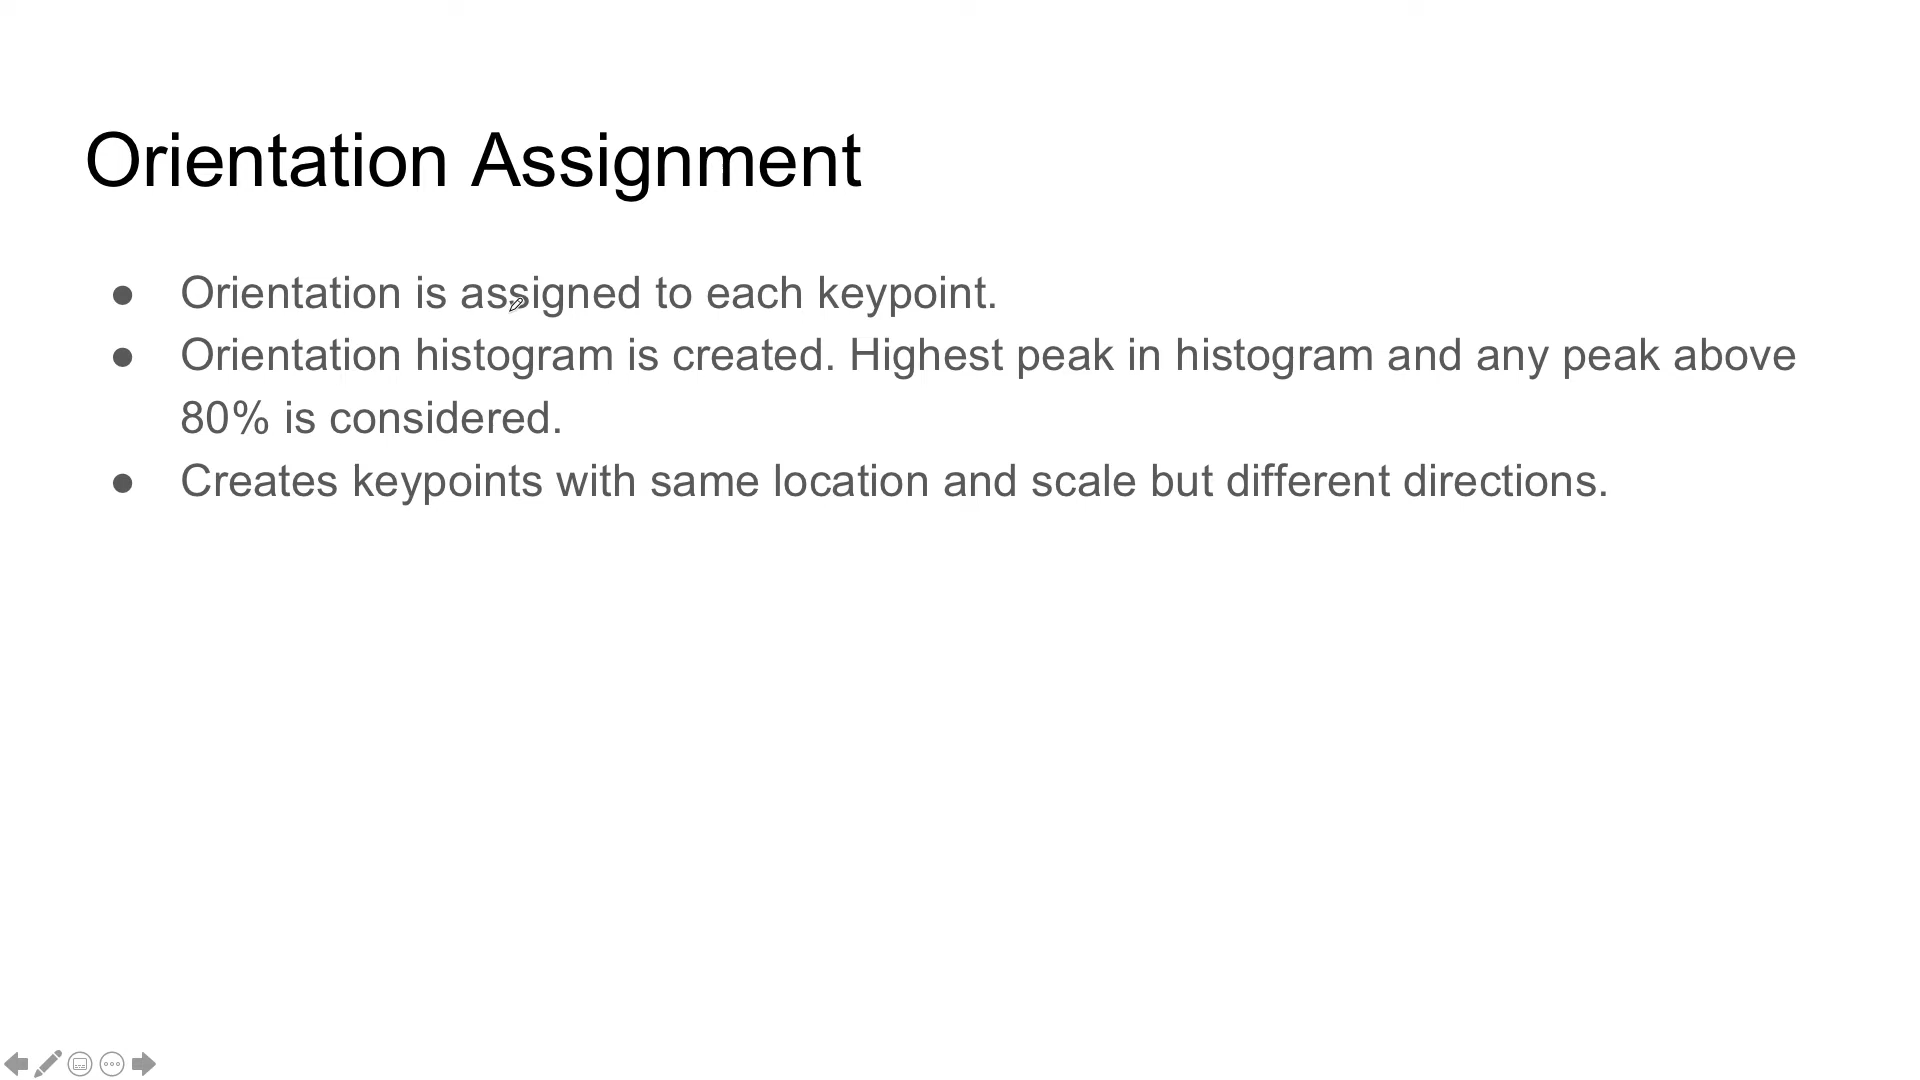 Orientation Assignment
● Orientation is assigned to each keypoint.
● Orientation histogram is created. Highest peak in histogram and any peak above
80% is considered.
● Creates keypoints with same location and scale but different directions.